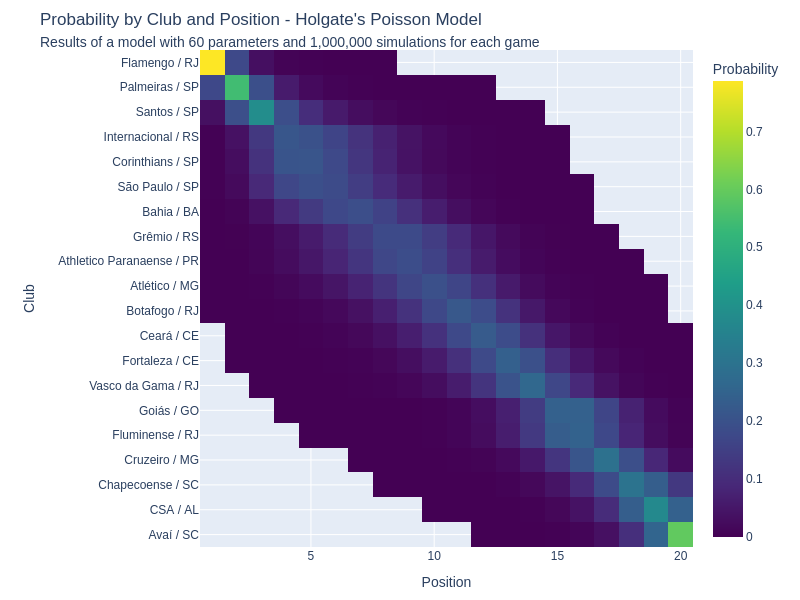 Probability by Club and Position - Holgate's Poisson Model
Results of a model with 60 parameters and 1,000,000 simulations for each game
Probability
Flamengo / RJ
Palmeiras / SP
Santos / SP
Internacional / RS
Corinthians / SP
São Paulo / SP
Bahia / BA
Grêmio / RS
Athletico Paranaense / PR
Atlético / MG
Botafogo / RJ
Ceará / CE
Fortaleza / CE
Vasco da Gama / RJ
Goiás / GO
Fluminense / RJ
Cruzeiro / MG
Chapecoense / SC
CSA / AL
Avaí / SC
Club
5
10
15
20
Position
0.7
0.6
0.5
0.4
0.3
0.2
0.1
0